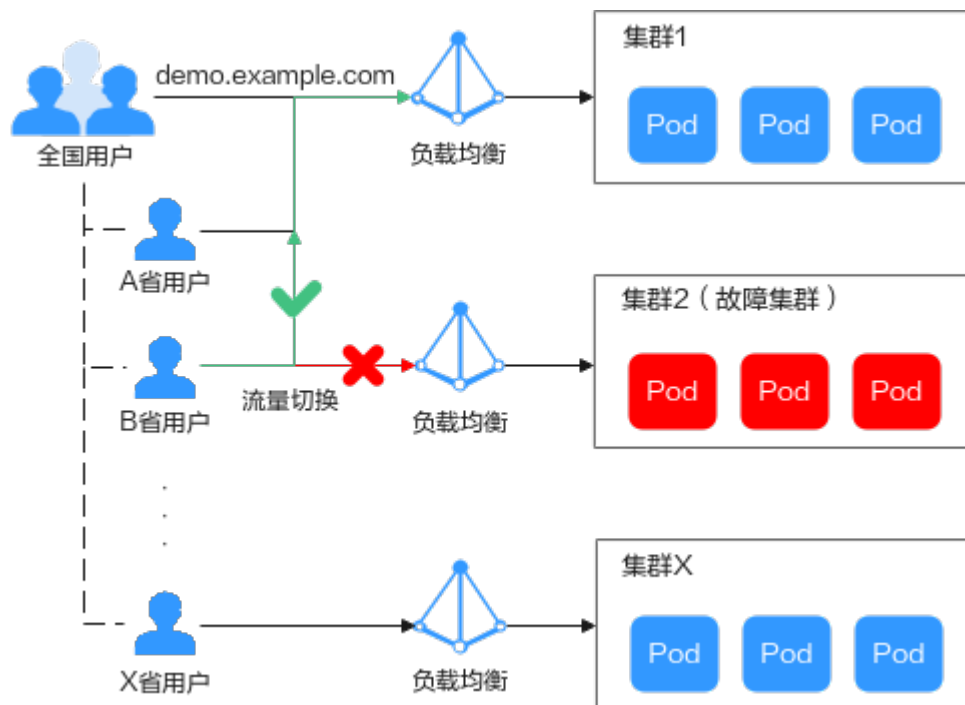 demo.example.com
集群1
Pod Pod Pod
全国用户
负载均衡
A省用户
集群2（故障集群）
Pod Pod Pod
流量切换
B省用户
负载均衡
集群X
Pod Pod Pod
X省用户
负载均衡